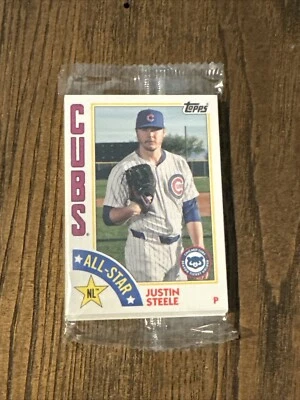 Topps
CUBS
ALL-STAR
NL
JUSTIN
STEELE
P
C